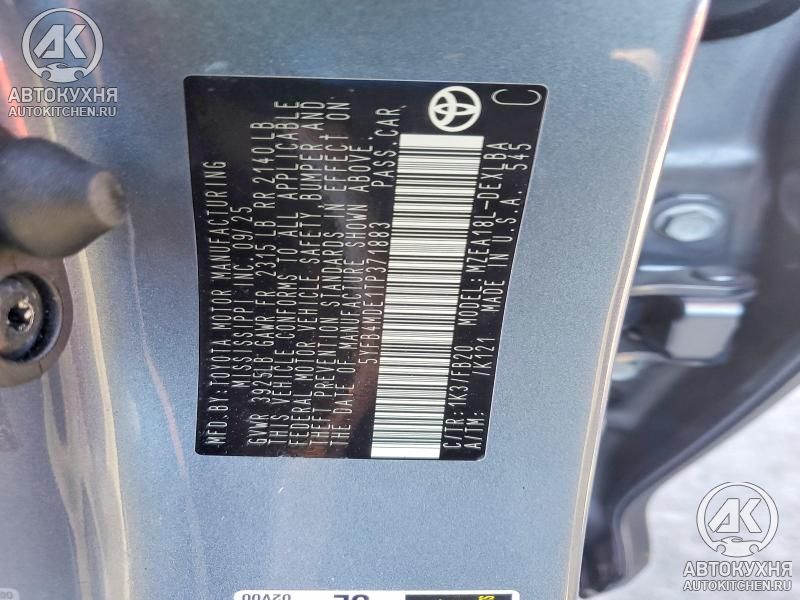 MFD.BY: TOYOTA MOTOR MANUFACTURING
MISSISSIPPI INC. 09/25
GVWR 3925LB GAWR FR 2315 LB RR 2140 LB
THIS VEHICLE CONFORMS TO ALL APPLICABLE
FEDERAL MOTOR VEHICLE SAFETY, BUMPER AND
THEFT PREVENTION STANDARDS IN EFFECT ON
THE DATE OF MANUFACTURE SHOWN ABOVE.
5YFB4MDE1TP371883 PASS.CAR
C/TR: 1K3/FB20 MODEL: MZEA18L-DEXLBA
A/TM: /K121 MADE IN U.S.A. 545
C
АК
АВТОКУХНЯ
AUTOKITCHEN.RU
АК
АВТОКУХНЯ
AUTOKITCHEN.RU